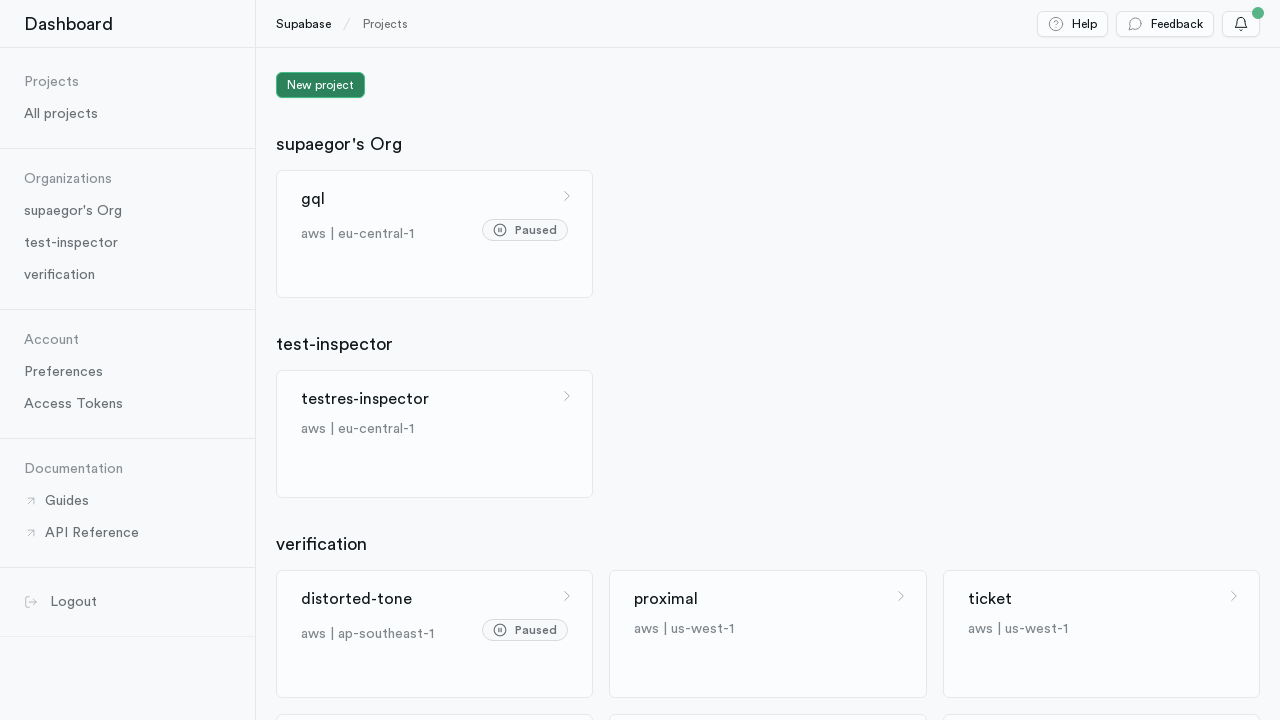 Dashboard
Supabase / Projects
Help
Feedback
Projects
All projects
Organizations
supaegor's Org
test-inspector
verification
Account
Preferences
Access Tokens
Documentation
Guides
API Reference
Logout
New project
supaegor's Org
gql
aws | eu-central-1
Paused
test-inspector
testres-inspector
aws | eu-central-1
verification
distorted-tone
aws | ap-southeast-1
Paused
proximal
aws | us-west-1
ticket
aws | us-west-1